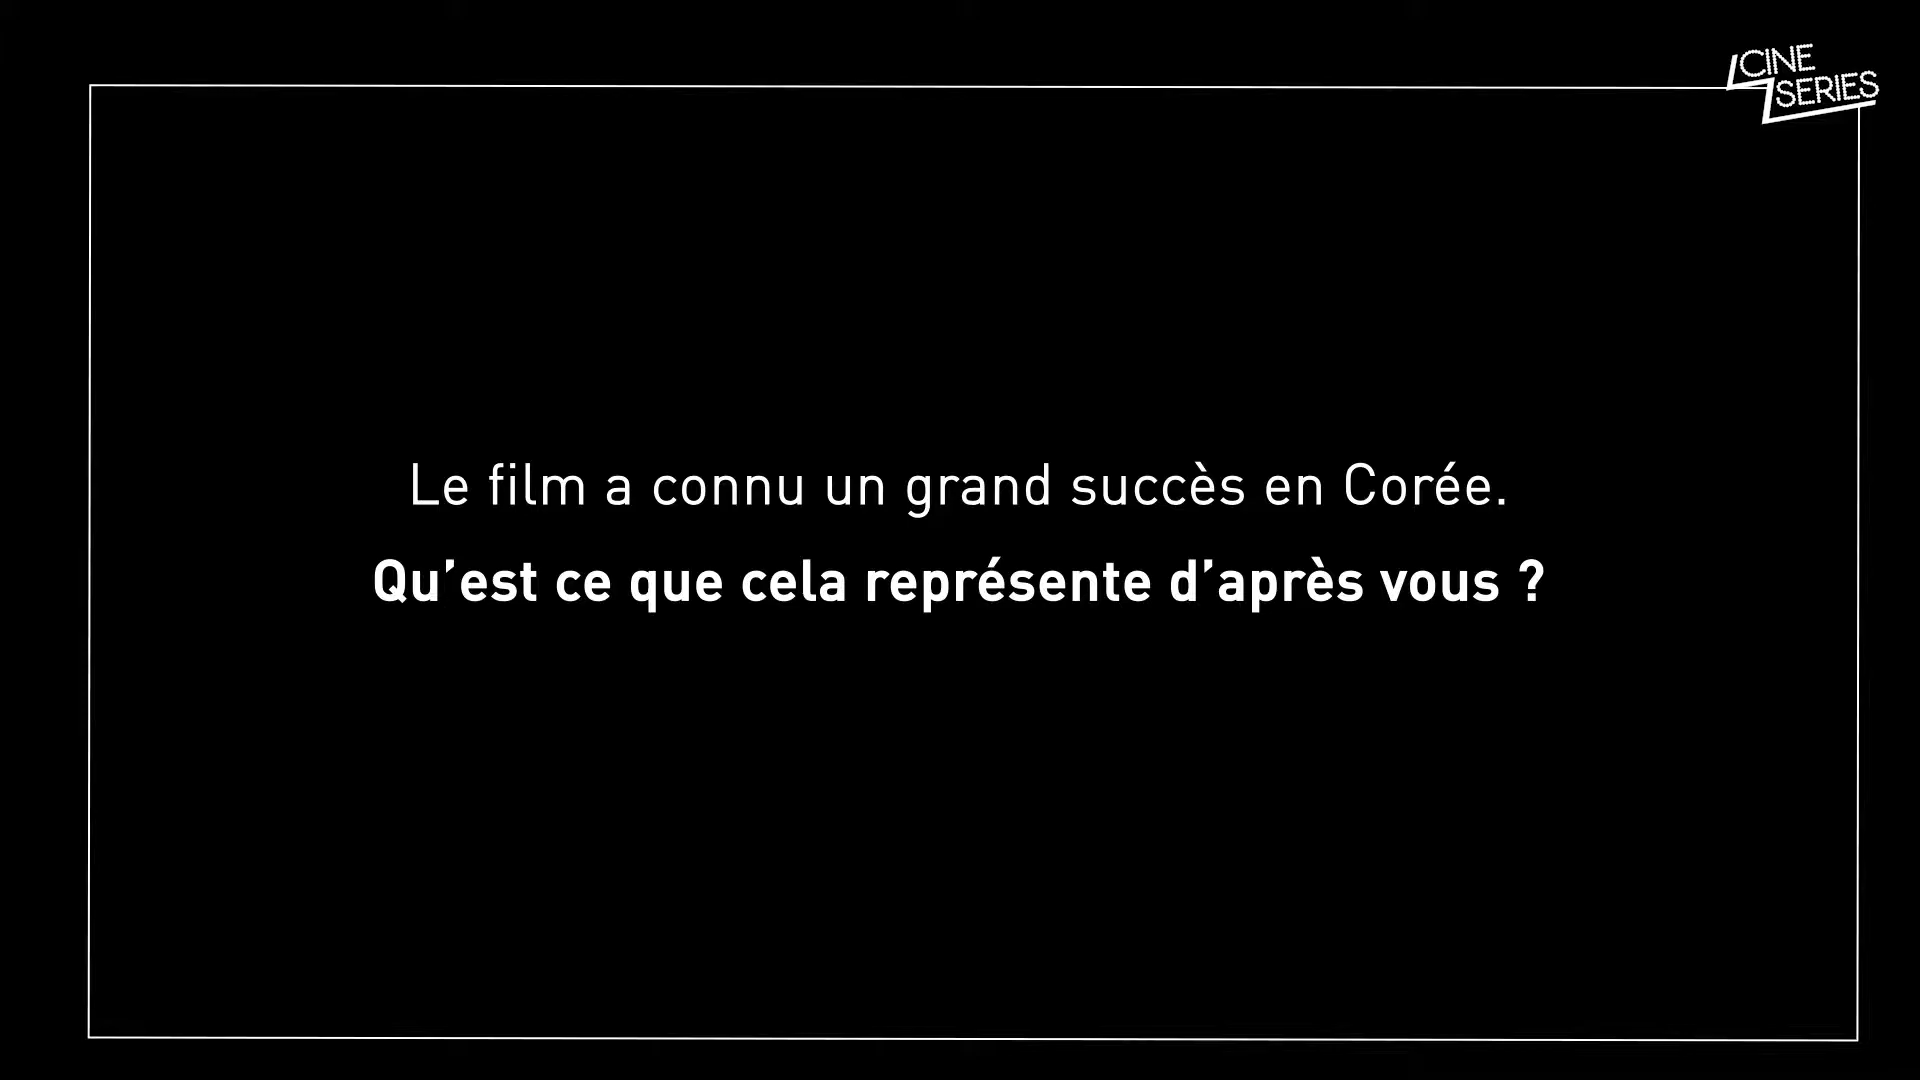 CINE
SERIES
Le film a connu un grand succès en Corée.
Qu’est ce que cela représente d’après vous ?